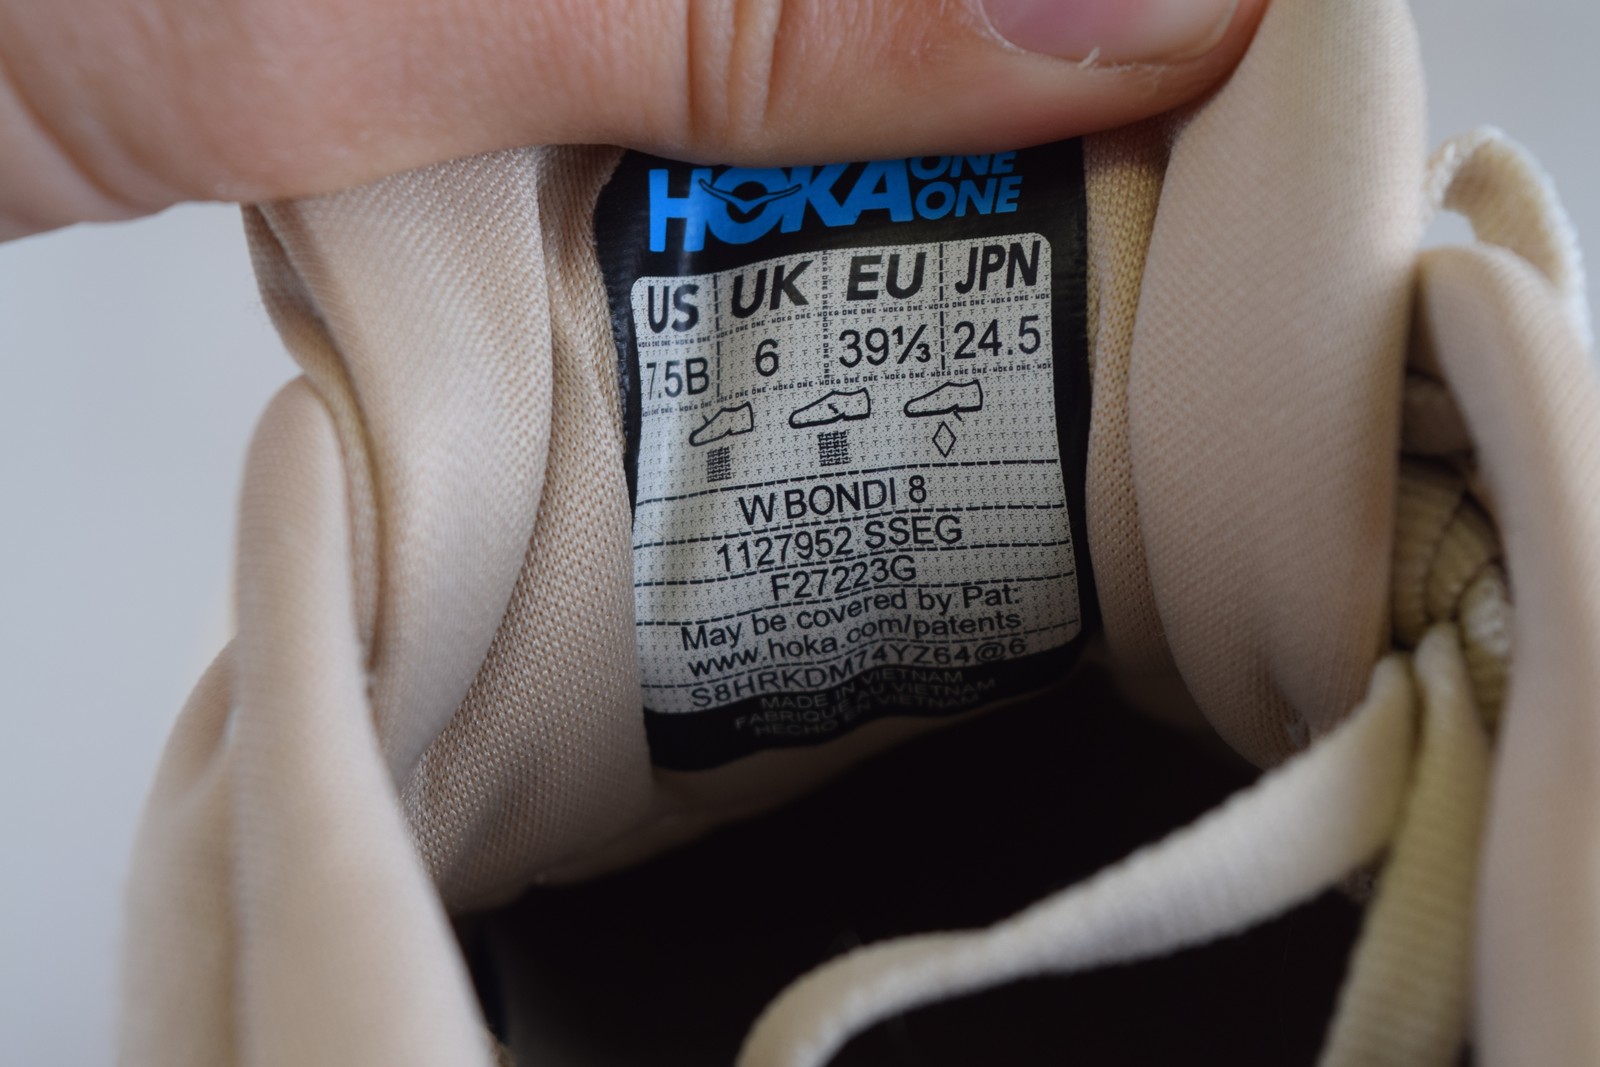 HOKA ONE ONE
US UK EU JPN
7.5B 6 39⅓ 24.5
W BONDI 8
1127952 SSEG
F27223G
May be covered by Pat:
www.hoka.com/patents
S8HRKDM74YZ64@6
MADE IN AU VIETNAM
FABRIQUE EN VIETNAM
HECHO